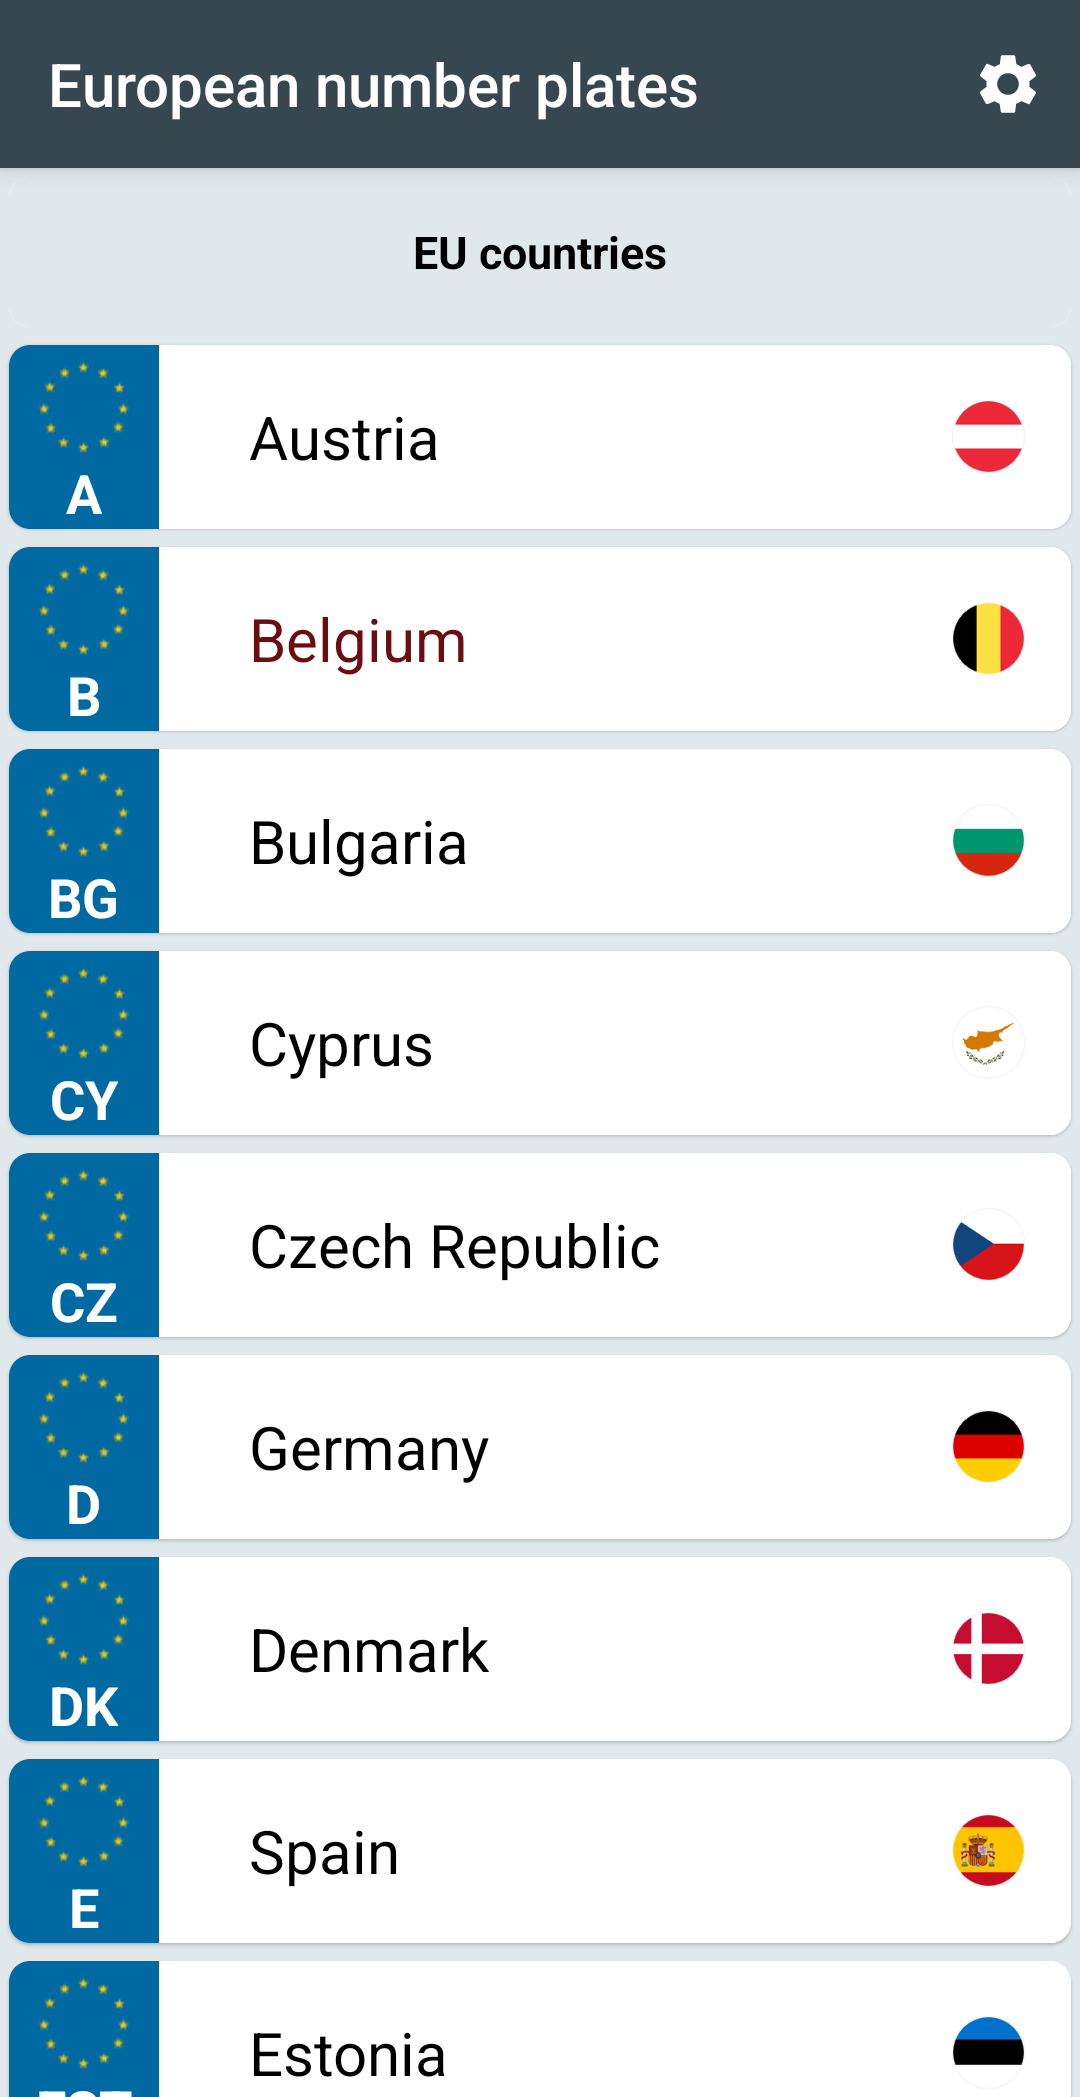 European number plates
EU countries
A
Austria
B
Belgium
BG
Bulgaria
CY
Cyprus
CZ
Czech Republic
D
Germany
DK
Denmark
E
Spain
Estonia